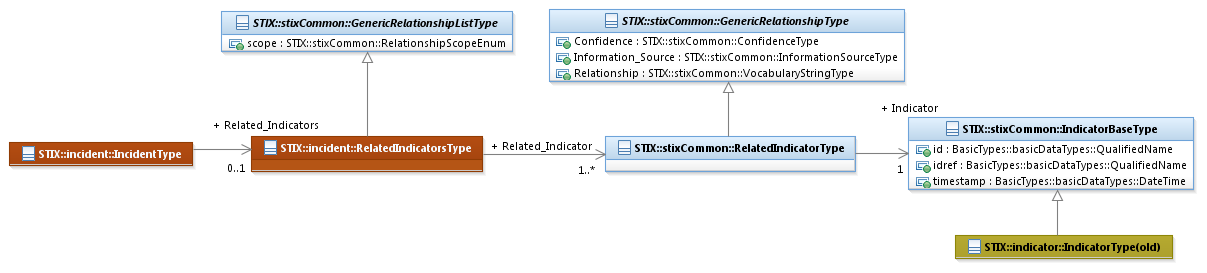 STIX::stixCommon::GenericRelationshipListType
scope : STIX::stixCommon::RelationshipScopeEnum
STIX::stixCommon::GenericRelationshipType
Confidence : STIX::stixCommon::ConfidenceType
Information_Source : STIX::stixCommon::InformationSourceType
Relationship : STIX::stixCommon::VocabularyStringType
STIX::incident::IncidentType
+ Related_Indicators
0..1
STIX::incident::RelatedIndicatorsType
+ Related_Indicator
1..*
STIX::stixCommon::RelatedIndicatorType
+ Indicator
1
STIX::stixCommon::IndicatorBaseType
id : BasicTypes::basicDataTypes::QualifiedName
idref : BasicTypes::basicDataTypes::QualifiedName
timestamp : BasicTypes::basicDataTypes::DateTime
STIX::indicator::IndicatorType(old)